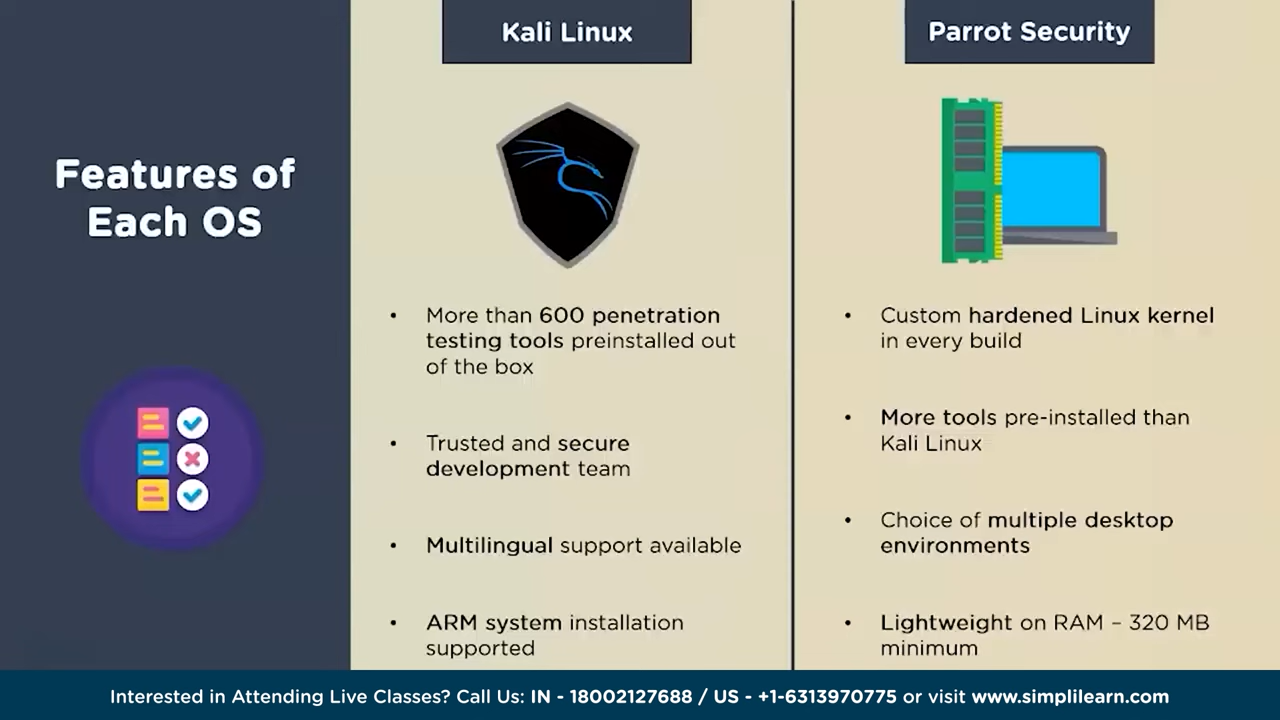 Features of
Each OS
Kali Linux
• More than 600 penetration
testing tools preinstalled out
of the box
• Trusted and secure
development team
• Multilingual support available
• ARM system installation
supported
Parrot Security
• Custom hardened Linux kernel
in every build
• More tools pre-installed than
Kali Linux
• Choice of multiple desktop
environments
• Lightweight on RAM – 320 MB
minimum
Interested in Attending Live Classes? Call Us: IN - 18002127688 / US - +1-6313970775 or visit www.simplilearn.com